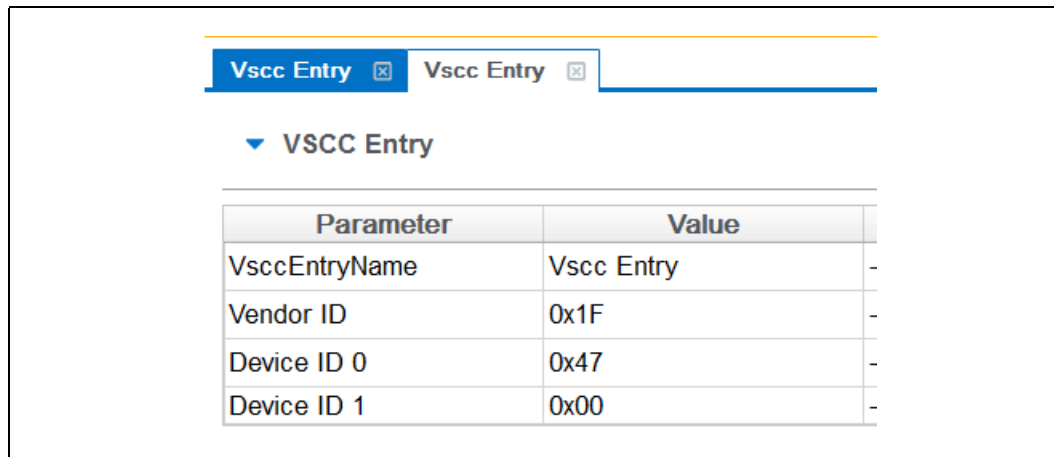 Vscc Entry Vscc Entry
VSCC Entry
Parameter Value
VsccEntryName Vscc Entry -
Vendor ID 0x1F -
Device ID 0 0x47 -
Device ID 1 0x00 -